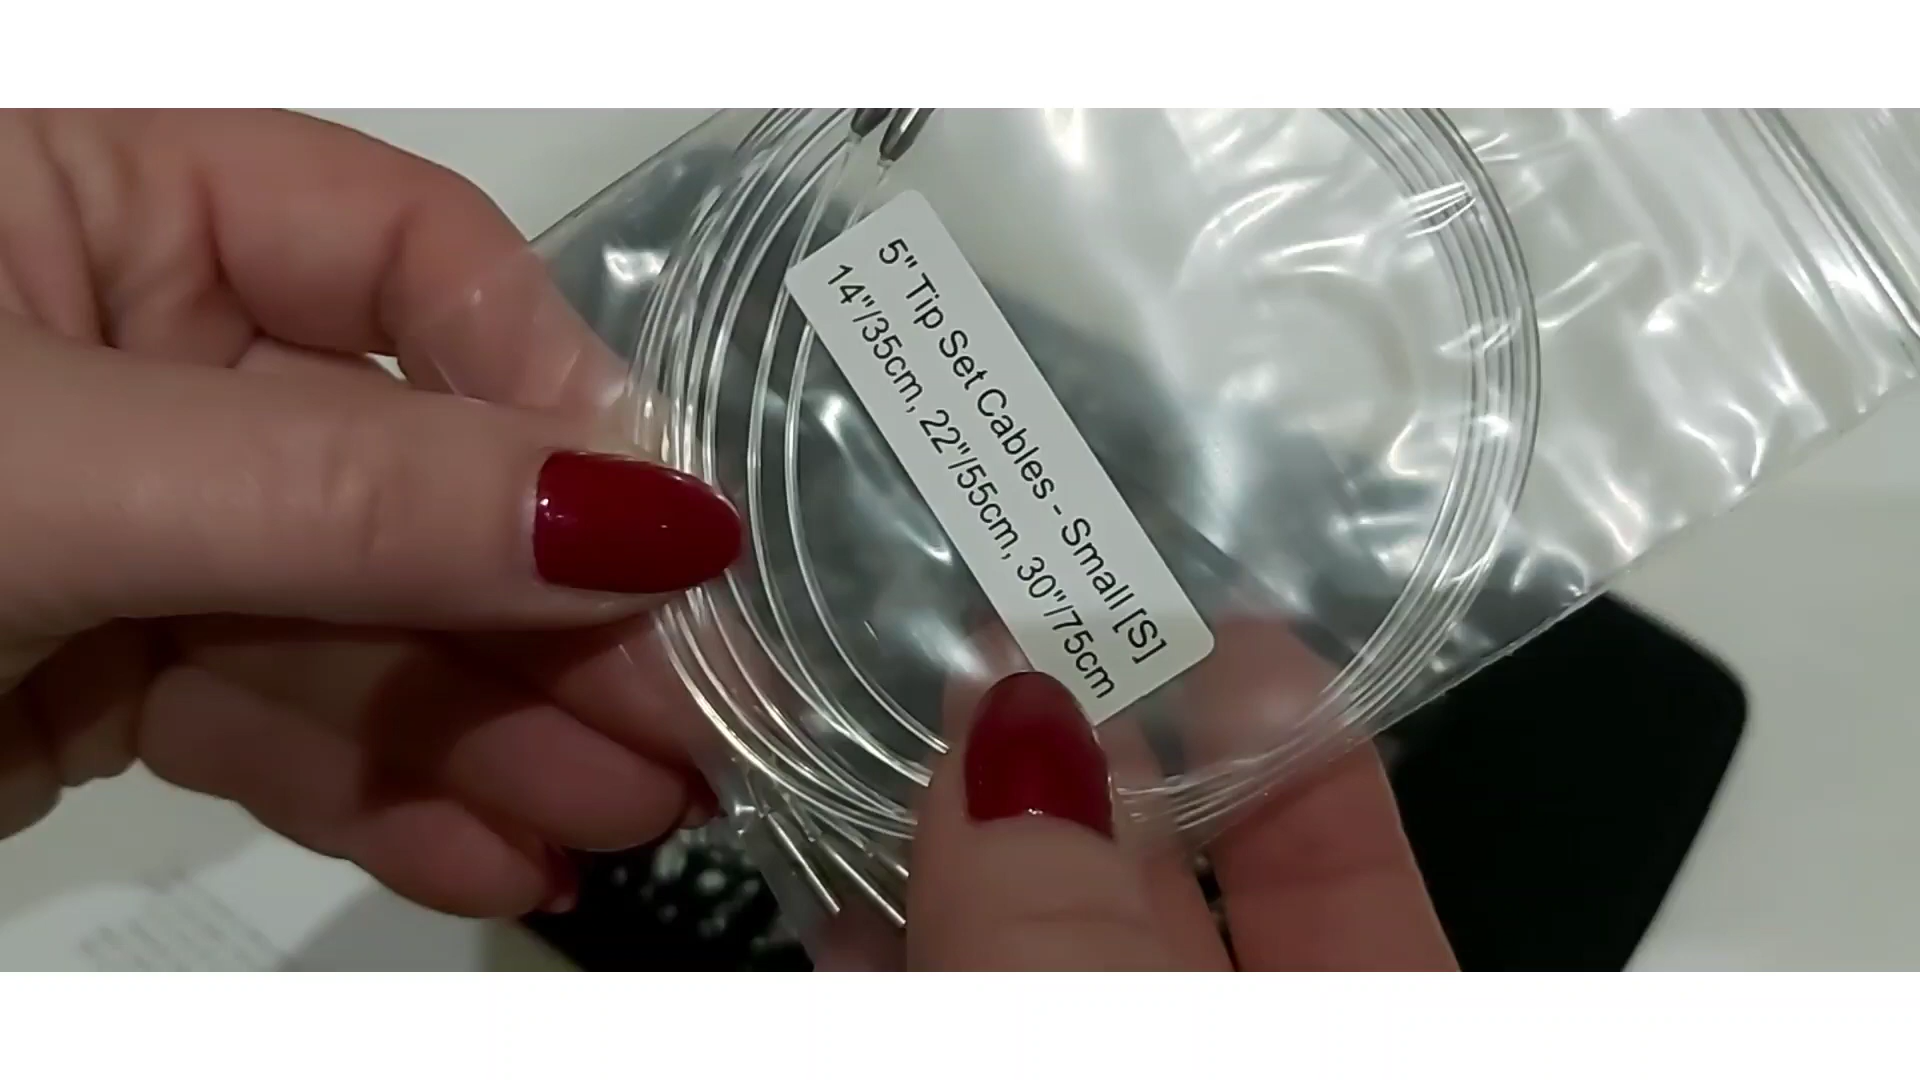 5" Tip Set Cables - Small [S]
14"/35cm, 22"/55cm, 30"/75cm